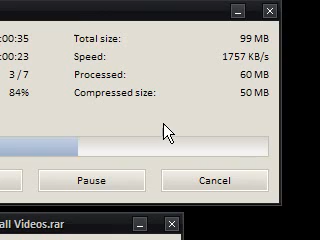 :00:35 Total size: 99 MB
:00:23 Speed: 1757 KB/s
3 / 7 Processed: 60 MB
84% Compressed size: 50 MB
Pause Cancel
all Videos.rar